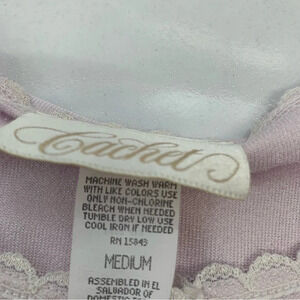 Cachet
MACHINE WASH WARM
WITH LIKE COLORS USE
ONLY NON-CHLORINE
BLEACH WHEN NEEDED
TUMBLE DRY LOW USE
COOL IRON IF NEEDED
RN 15843
MEDIUM
ASSEMBLED IN EL
SALVADOR OF
DOMESTIC